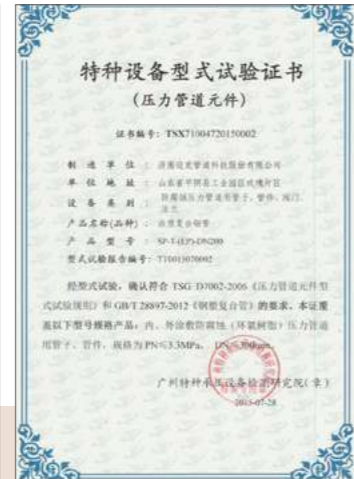 特种设备型式试验证书
(压力管道元件)
证书编号: TSX71004720150002
制造单位: 济南迈克管道科技股份有限公司
单位地址: 山东省平阴县工业园区玫瑰片区
设备类别: 防腐蚀压力管道用管子、管件、阀门、
法兰
产品名称(品种): 涂塑复合钢管
产品型号: SP-T-(EP)-DN200
型式试验报告编号: T10015070002
经型式试验，确认符合 TSG D7002-2006《压力管道元件型
式试验规则》和 GB/T 28897-2012《钢塑复合管》的要求。本证覆
盖以下型号规格产品：内、外涂敷防腐蚀（环氧树脂）压力管道
用管子、管件，规格为PN≤3.3MPa, DN≤300mm。
广州特种承压设备检测研究院(章)
2015-07-28